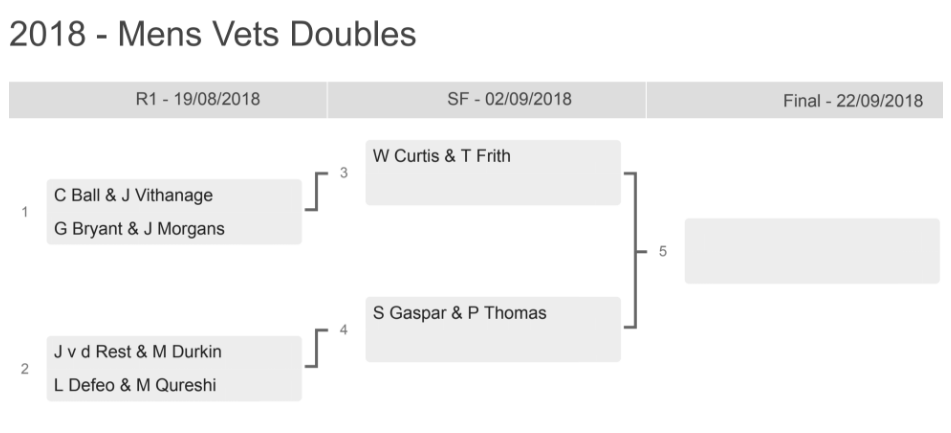 2018 - Mens Vets Doubles
R1 - 19/08/2018
SF - 02/09/2018
Final - 22/09/2018
1
C Ball & J Vithanage
G Bryant & J Morgans
2
J v d Rest & M Durkin
L Defeo & M Qureshi
3
W Curtis & T Frith
4
S Gaspar & P Thomas
5